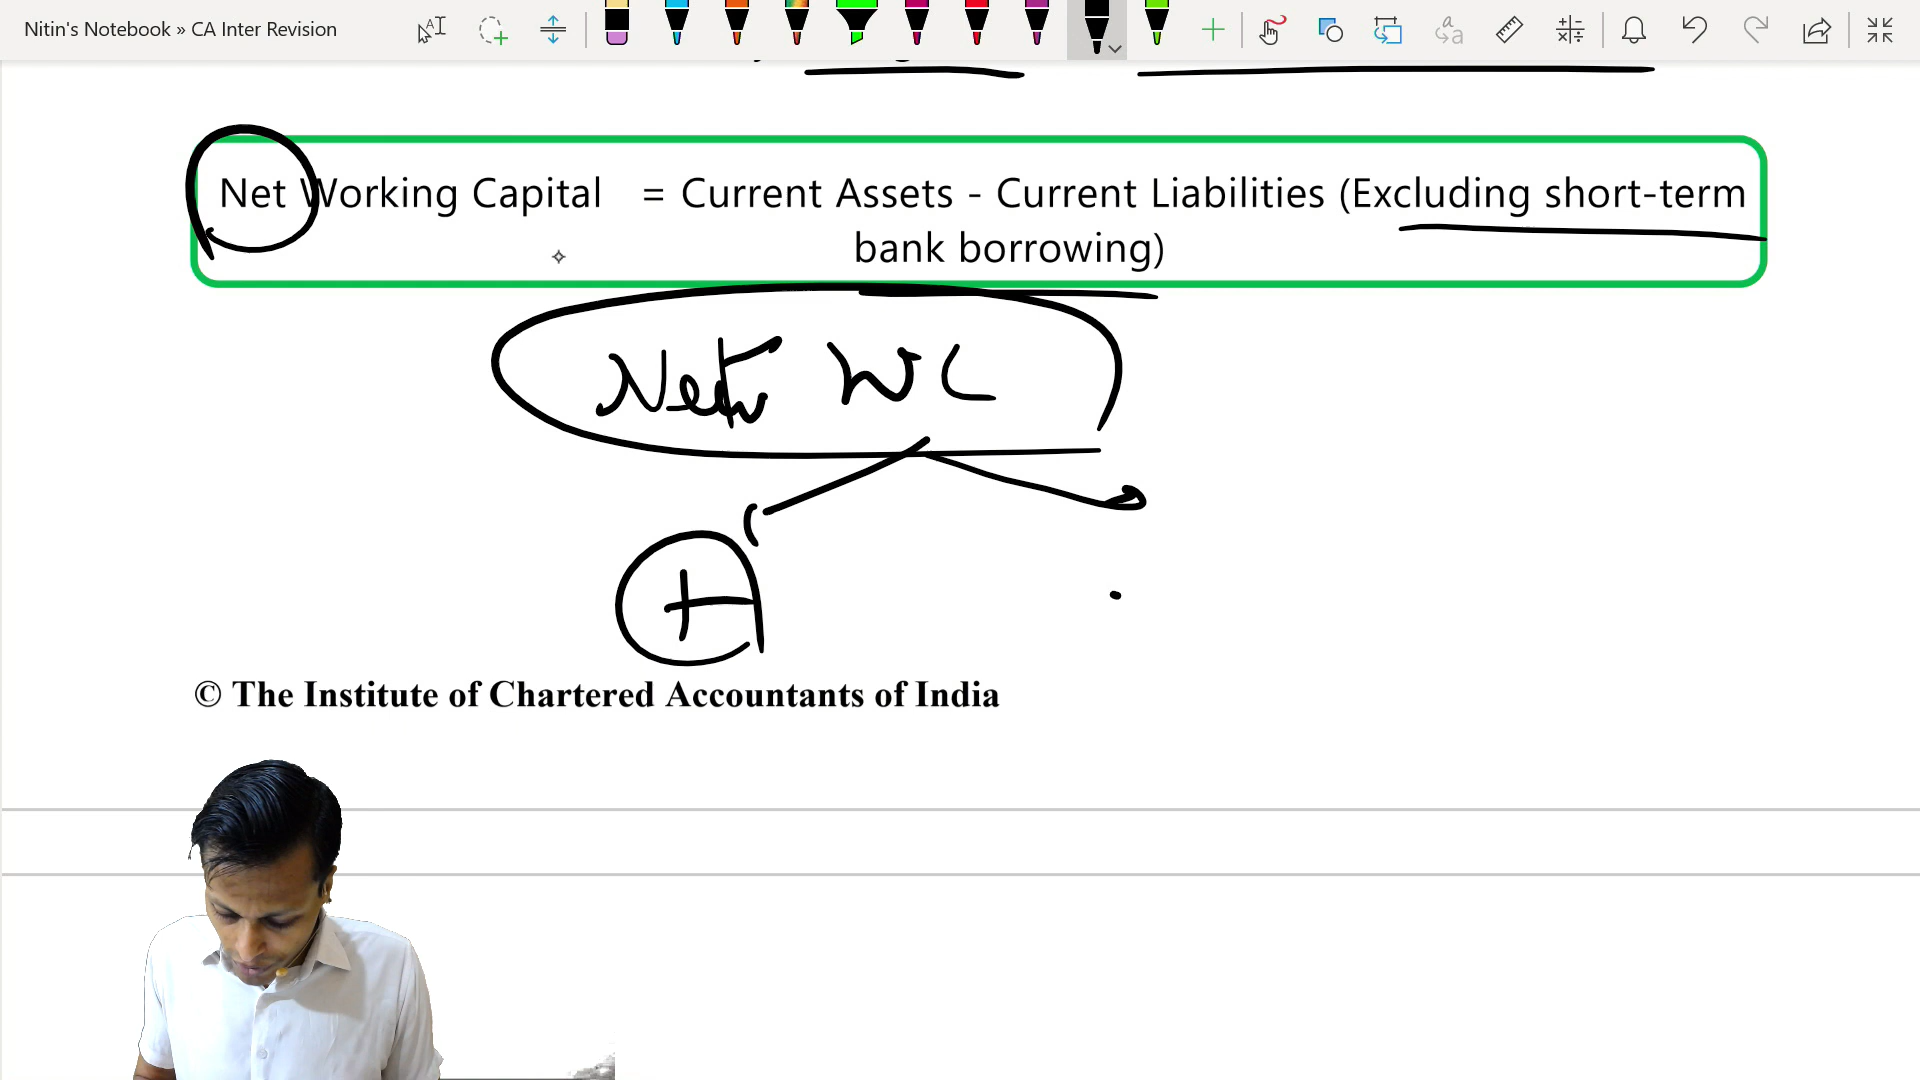 Nitin's Notebook » CA Inter Revision
Net Working Capital = Current Assets - Current Liabilities (Excluding short-term
bank borrowing)
Net WC
+
© The Institute of Chartered Accountants of India